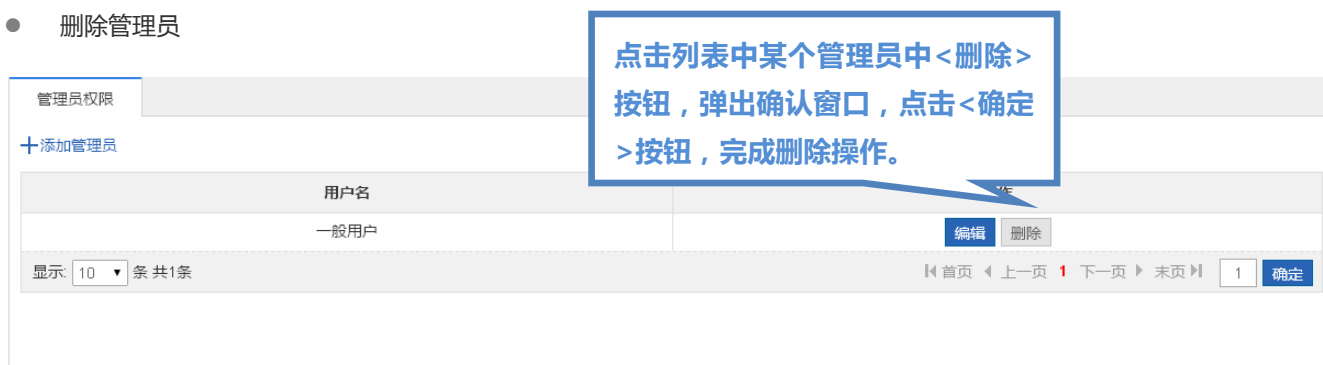 删除管理员
点击列表中某个管理员中<删除>
按钮，弹出确认窗口，点击<确定
>按钮，完成删除操作。
管理员权限
添加管理员
用户名 作
一般用户 编辑 删除
显示: 10 条 共1条 首页 上一页 1 下一页 末页 1 确定